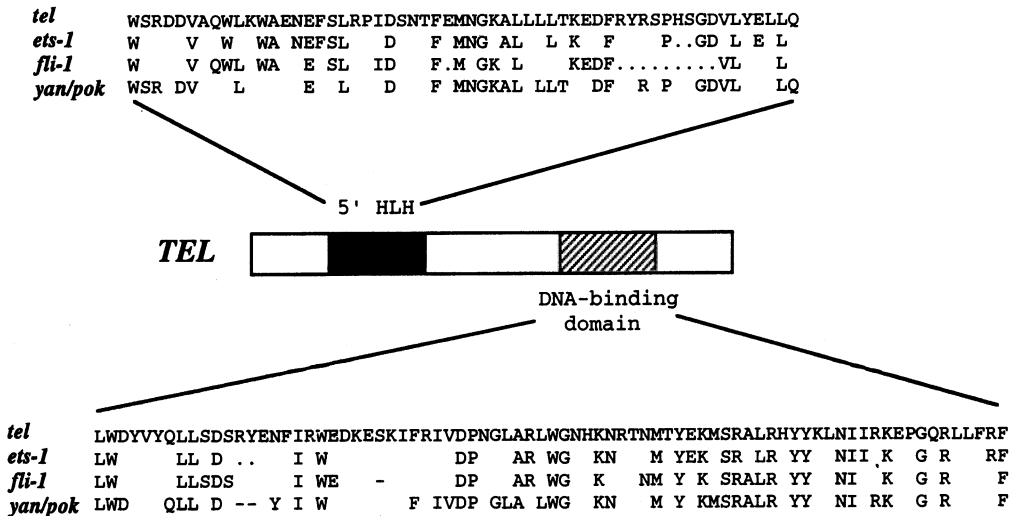 tel WSRDDVAQWLKWAENEFSLRPIDSNTFEMNGKALLLLTKEDFRYRSPHSGDVLYELLQ
ets-1 W V W WA NEFSL D F MNG AL L K F P..GD L E L
fli-1 W V QWL WA E SL ID F.M GK L KEDF.........VL L
yan/pok WSR DV L E L D F MNGKAL LLT DF R P GDVL LQ
5' HLH
TEL
DNA-binding
domain
tel LWDYVYQLLSDSRYENFIRWEDKESKIFRIVDPNGLARLWGNHKNRTNMTYEKMSRALRHYYKLNIIRKEPGQRLLFRF
ets-1 LW LL D .. I W DP AR WG KN M YEK SR LR YY NII K G R RF
fli-1 LW LLSDS I WE - DP AR WG K NM Y K SRALR YY NI K G R F
yan/pok LWD QLL D -- Y I W F IVDP GLA LWG KN M Y KMSRALR YY NI RK G R F